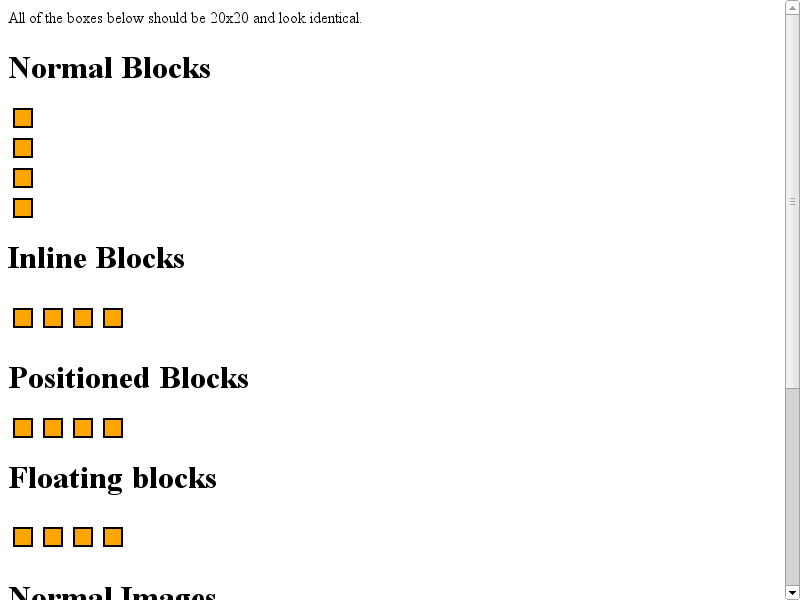 All of the boxes below should be 20x20 and look identical.
Normal Blocks
Inline Blocks
Positioned Blocks
Floating blocks
Normal Images